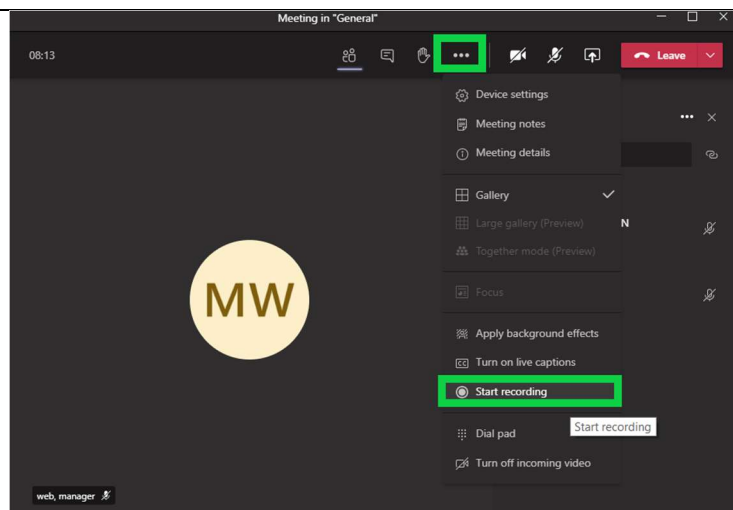 Meeting in "General"
08:13
Leave
Device settings
Meeting notes
Meeting details
Gallery
Large gallery (Preview)
N
Together mode (Preview)
Focus
MW
Apply background effects
CC Turn on live captions
Start recording
Start recording
Dial pad
Turn off incoming video
web, manager